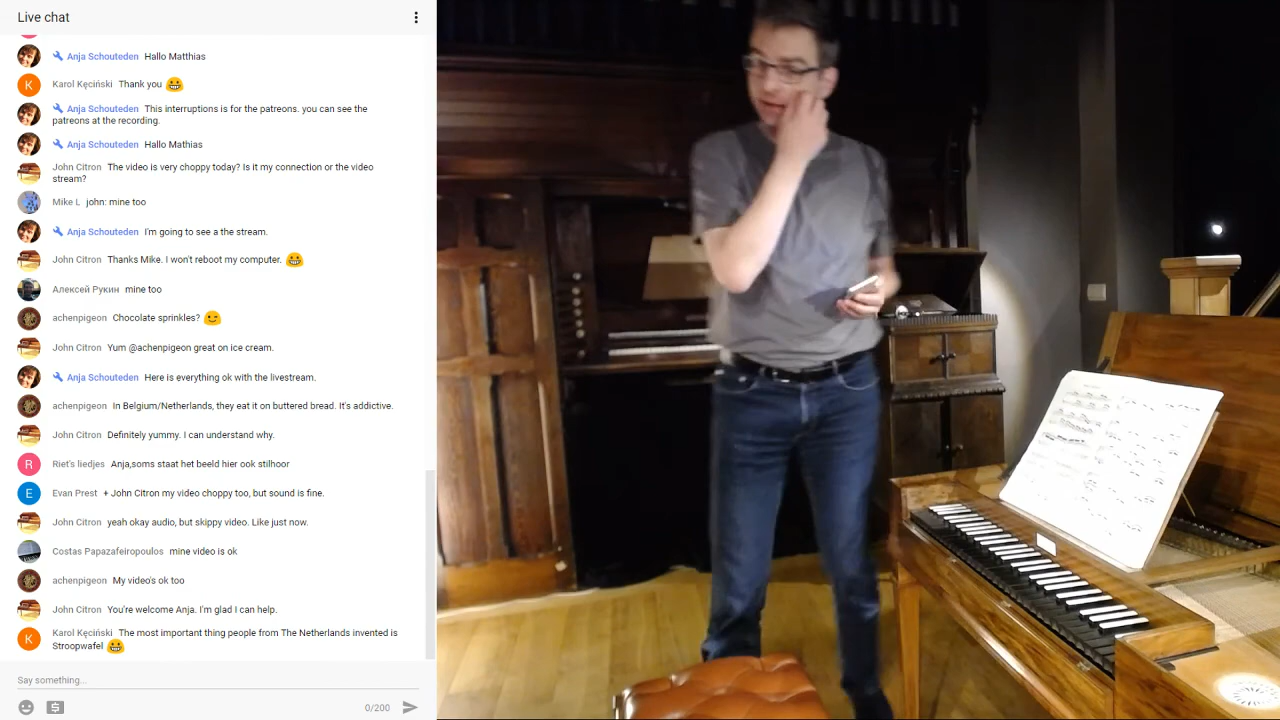 Live chat
Anja Schouteden Hallo Matthias
K Karol Kęciński Thank you
Anja Schouteden This interruptions is for the patreons. you can see the
patreons at the recording.
Anja Schouteden Hallo Mathias
John Citron The video is very choppy today? Is it my connection or the video
stream?
Mike L john: mine too
Anja Schouteden I'm going to see a the stream.
John Citron Thanks Mike. I won't reboot my computer.
Алексей Рукин mine too
achenpigeon Chocolate sprinkles?
John Citron Yum @achenpigeon great on ice cream.
Anja Schouteden Here is everything ok with the livestream.
achenpigeon In Belgium/Netherlands, they eat it on buttered bread. It's addictive.
John Citron Definitely yummy. I can understand why.
R Riet's liedjes Anja,soms staat het beeld hier ook stilhoor
E Evan Prest + John Citron my video choppy too, but sound is fine.
John Citron yeah okay audio, but skippy video. Like just now.
Costas Papazafeiropoulos mine video is ok
achenpigeon My video's ok too
John Citron You're welcome Anja. I'm glad I can help.
K Karol Kęciński The most important thing people from The Netherlands invented is
Stroopwafel
Say something...
$ 0/200